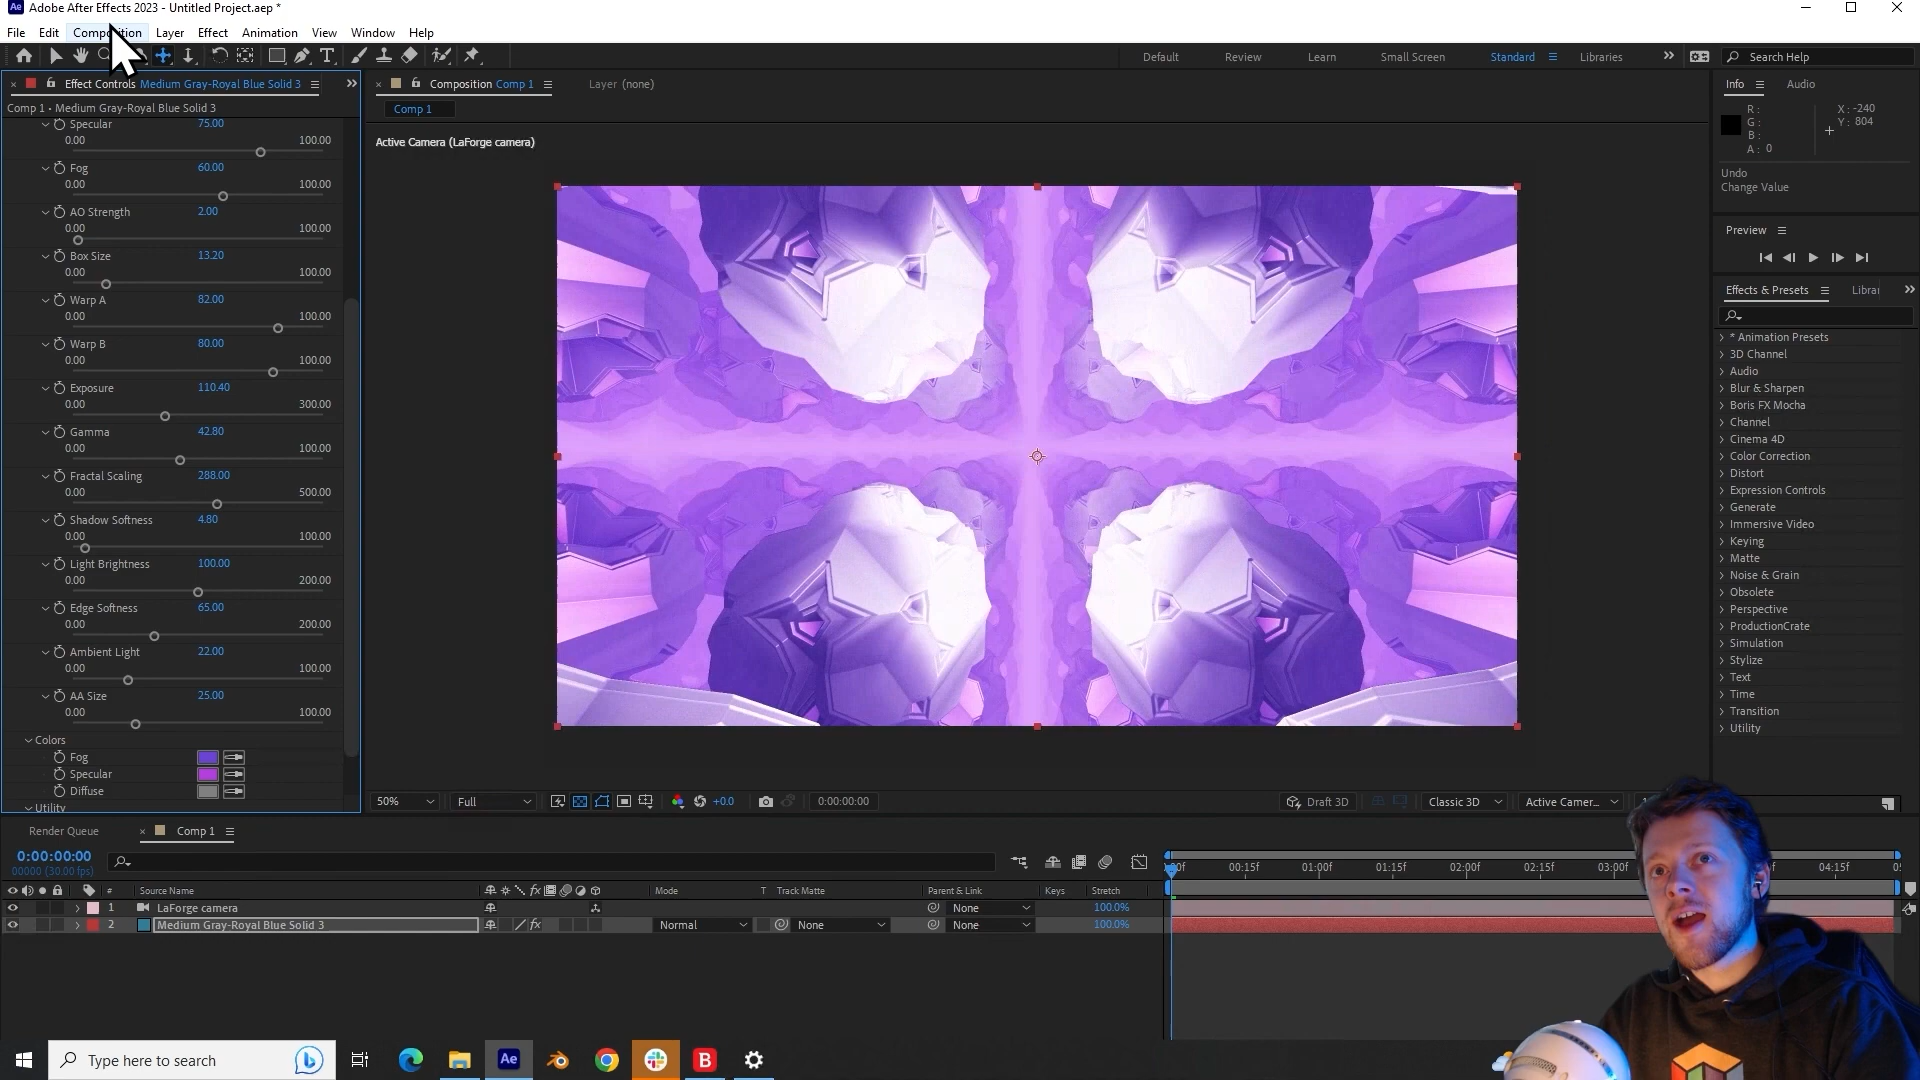 Adobe After Effects 2023 - Untitled Project.aep *
File Edit Composition Layer Effect Animation View Window Help
Default Review Learn Small Screen Standard Libraries Search Help
Effect Controls Medium Gray-Royal Blue Solid 3
Comp 1 • Medium Gray-Royal Blue Solid 3
Specular 75.00
0.00 100.00
Fog 60.00
0.00 100.00
AO Strength 2.00
0.00 100.00
Box Size 13.20
0.00 100.00
Warp A 82.00
0.00 100.00
Warp B 80.00
0.00 100.00
Exposure 110.40
0.00 300.00
Gamma 42.80
0.00 100.00
Fractal Scaling 288.00
0.00 500.00
Shadow Softness 4.80
0.00 100.00
Light Brightness 100.00
0.00 200.00
Edge Softness 65.00
0.00 200.00
Ambient Light 22.00
0.00 100.00
AA Size 25.00
0.00 100.00
Colors
Fog
Specular
Diffuse
Utility
Composition Comp 1 Layer (none)
Comp 1
Active Camera (LaForge camera)
50% Full +0.0 0:00:00:00 Draft 3D Classic 3D Active Camer...
Info Audio
R :
G :
B :
A : 0
X : -240
Y : 804
Undo
Change Value
Preview
Effects & Presets Librar
* Animation Presets
3D Channel
Audio
Blur & Sharpen
Boris FX Mocha
Channel
Cinema 4D
Color Correction
Distort
Expression Controls
Generate
Immersive Video
Keying
Matte
Noise & Grain
Obsolete
Perspective
ProductionCrate
Simulation
Stylize
Text
Time
Transition
Utility
Render Queue Comp 1
0:00:00:00
00000 (30.00 fps)
00:15f 01:00f 01:15f 02:00f 02:15f 03:00f 04:15f
# Source Name Mode T Track Matte Parent & Link Keys Stretch
1 LaForge camera None 100.0%
2 Medium Gray-Royal Blue Solid 3 Normal None None 100.0%
Type here to search
Ae
B